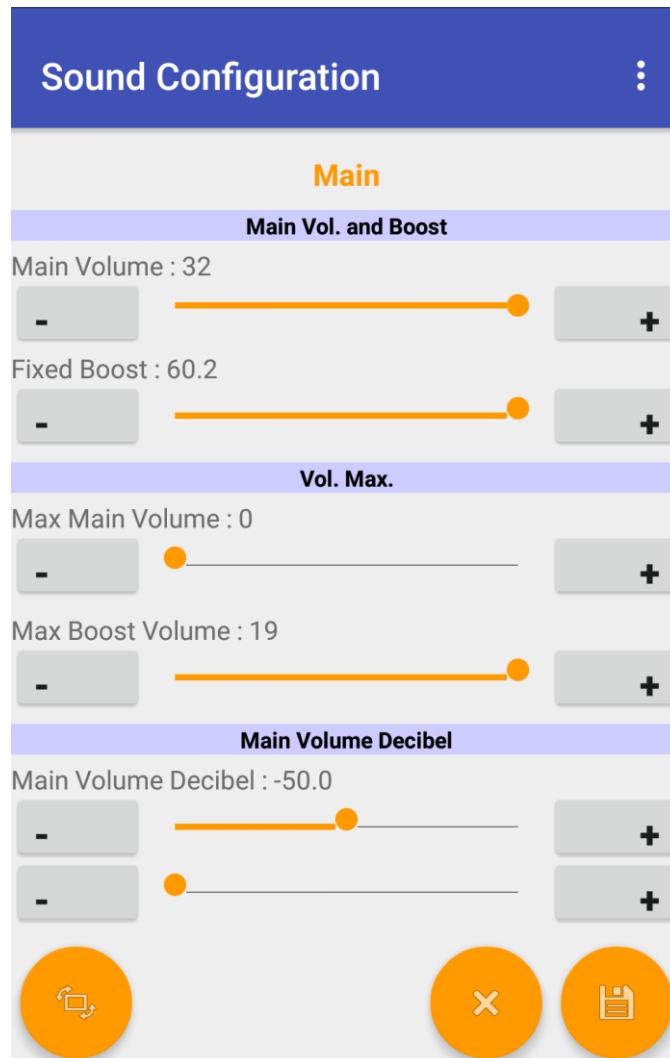 Sound Configuration
Main
Main Vol. and Boost
Main Volume : 32
- +
Fixed Boost : 60.2
- +
Vol. Max.
Max Main Volume : 0
- +
Max Boost Volume : 19
- +
Main Volume Decibel
Main Volume Decibel : -50.0
- +
- +